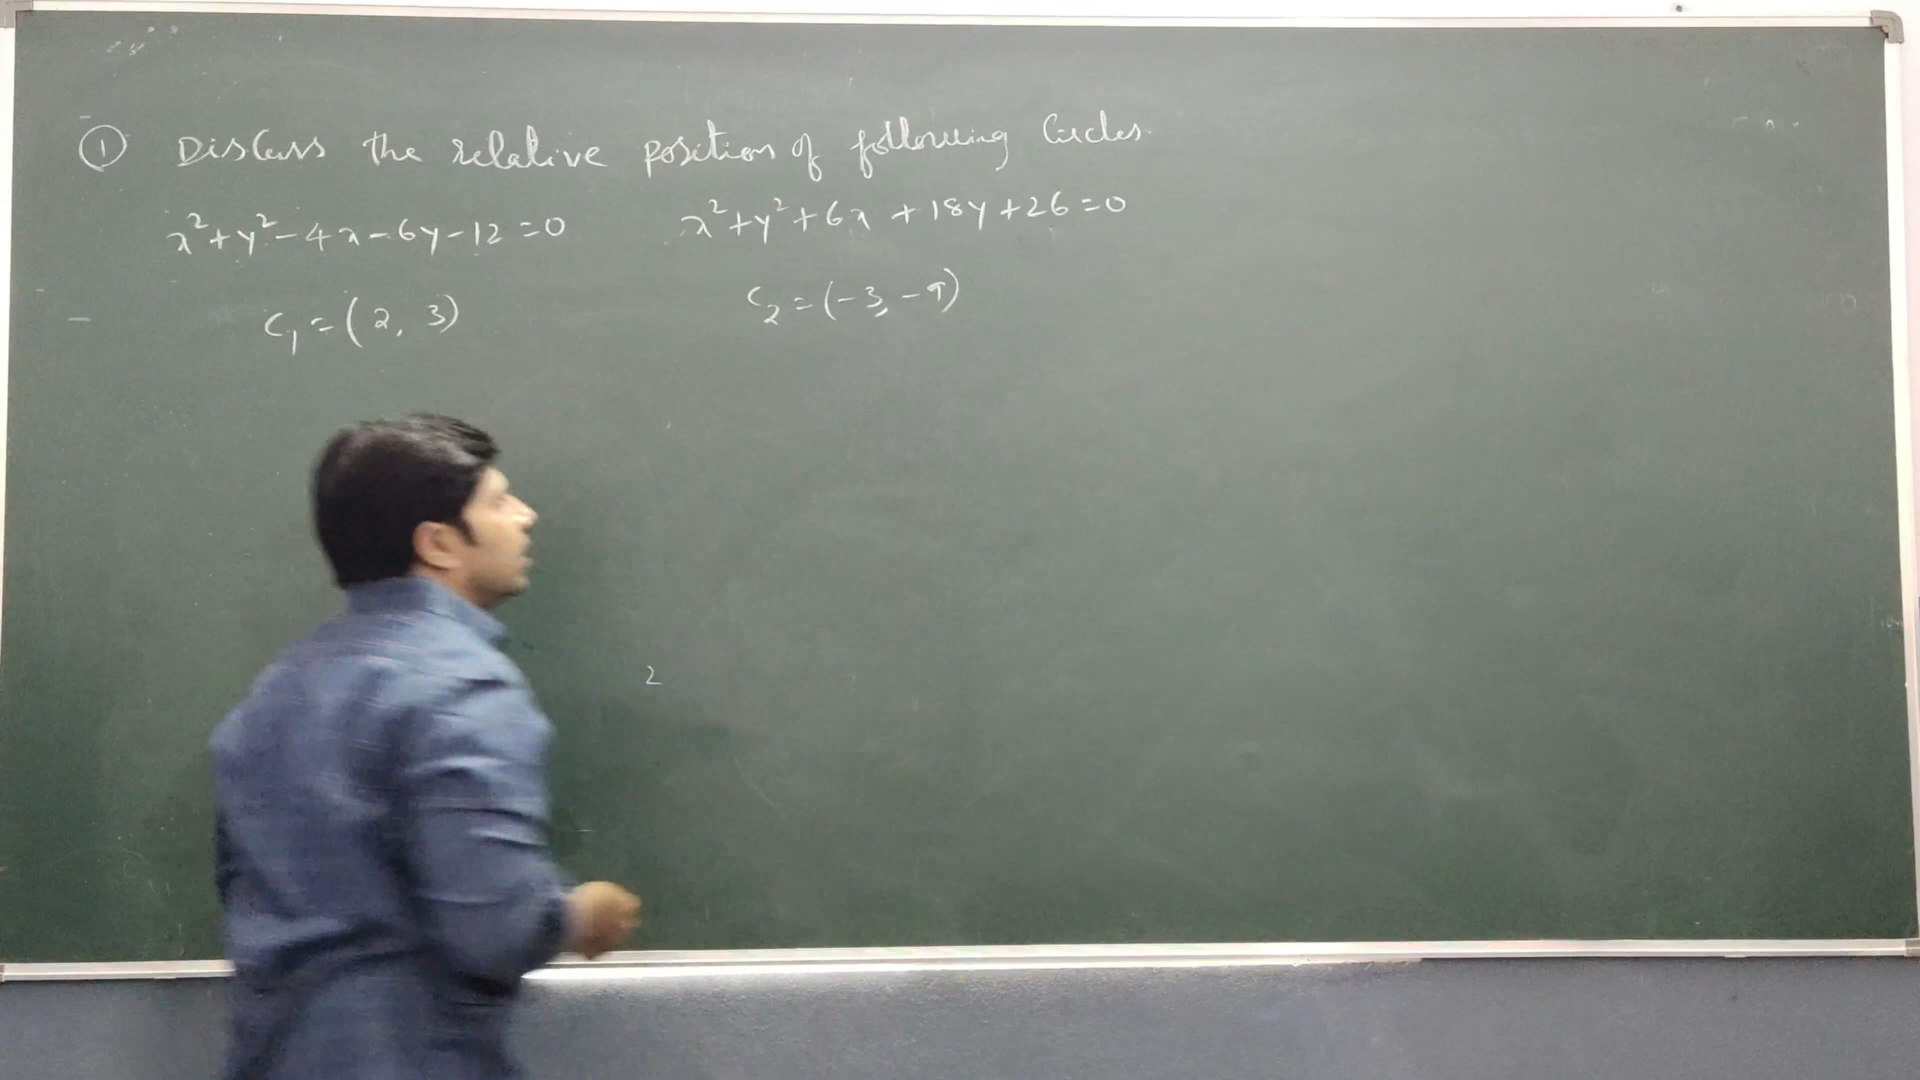 ① Discuss the relative position of following Circles.
x²+y²-4x-6y-12=0 x²+y²+6x+18y+26=0
C₁=(2, 3) C₂=(-3, -9)
2